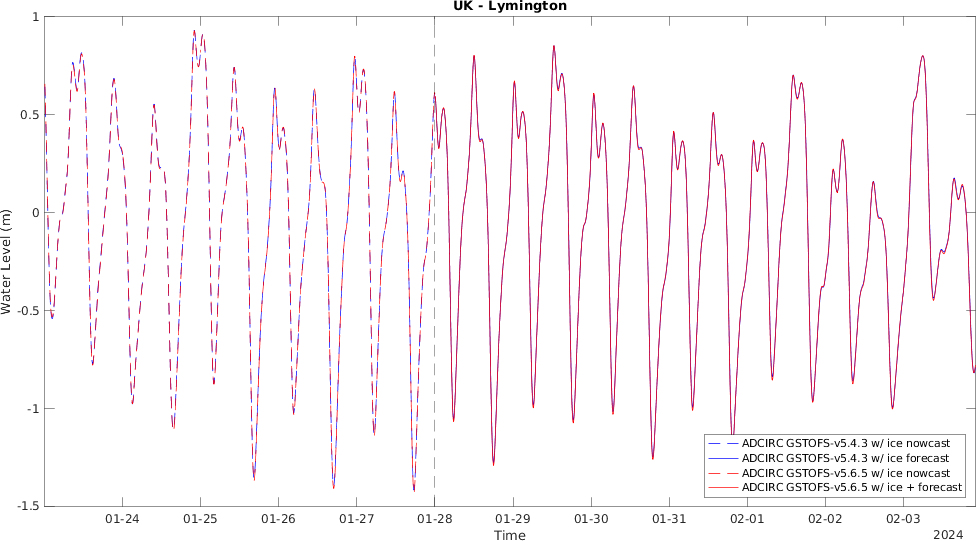 UK - Lymington
1
0.5
0
-0.5
-1
-1.5
Water Level (m)
01-24 01-25 01-26 01-27 01-28 01-29 01-30 01-31 02-01 02-02 02-03
Time
2024
ADCIRC GSTOFS-v5.4.3 w/ ice nowcast
ADCIRC GSTOFS-v5.4.3 w/ ice forecast
ADCIRC GSTOFS-v5.6.5 w/ ice nowcast
ADCIRC GSTOFS-v5.6.5 w/ ice + forecast